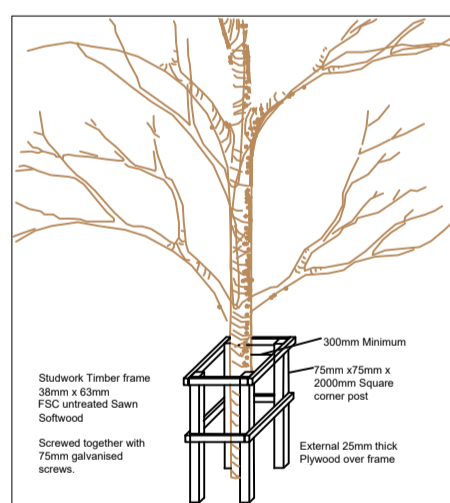 300mm Minimum
75mm x75mm x
2000mm Square
corner post
Studwork Timber frame
38mm x 63mm
FSC untreated Sawn
Softwood
Screwed together with
75mm galvanised
screws.
External 25mm thick
Plywood over frame